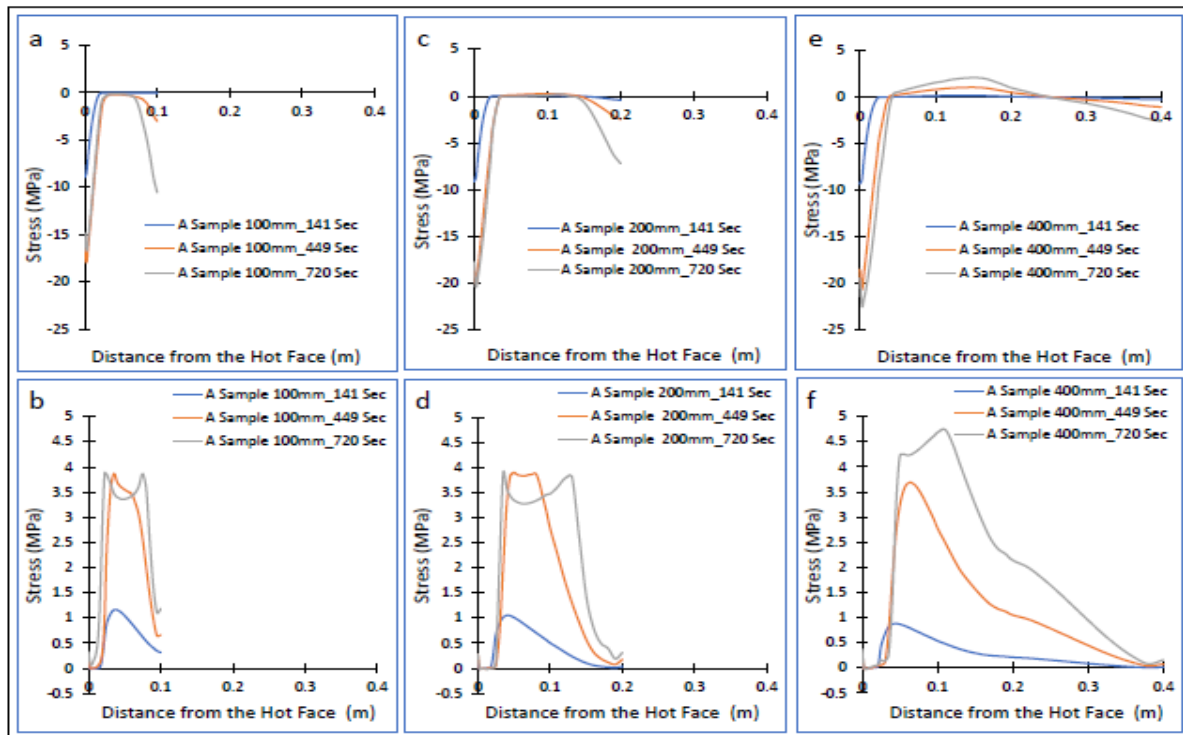 a
5
0
0
0.1
0.2
0.3
0.4
-5
-10
-15
-20
-25
Stress (MPa)
A Sample 100mm_141 Sec
A Sample 100mm_449 Sec
A Sample 100mm_720 Sec
Distance from the Hot Face (m)
c
5
0
0
0.1
0.2
0.3
0.4
-5
-10
-15
-20
-25
Stress (MPa)
A Sample 200mm_141 Sec
A Sample 200mm_449 Sec
A Sample 200mm_720 Sec
Distance from the Hot Face (m)
e
5
0
0
0.1
0.2
0.3
0.4
-5
-10
-15
-20
-25
Stress (MPa)
A Sample 400mm_141 Sec
A Sample 400mm_449 Sec
A Sample 400mm_720 Sec
Distance from the Hot Face (m)
b
A Sample 100mm_141 Sec
A Sample 100mm_449 Sec
A Sample 100mm_720 Sec
5
4.5
4
3.5
3
2.5
2
1.5
1
0.5
0
-0.5
0
0.1
0.2
0.3
0.4
Stress (MPa)
Distance from the Hot Face (m)
d
A Sample 200mm_141 Sec
A Sample 200mm_449 Sec
A Sample 200mm_720 Sec
5
4.5
4
3.5
3
2.5
2
1.5
1
0.5
0
-0.5
0
0.1
0.2
0.3
0.4
Stress (MPa)
Distance from the Hot Face (m)
f
A Sample 400mm_141 Sec
A Sample 400mm_449 Sec
A Sample 400mm_720 Sec
5
4.5
4
3.5
3
2.5
2
1.5
1
0.5
0
-0.5
0
0.1
0.2
0.3
0.4
Stress (MPa)
Distance from the Hot Face (m)